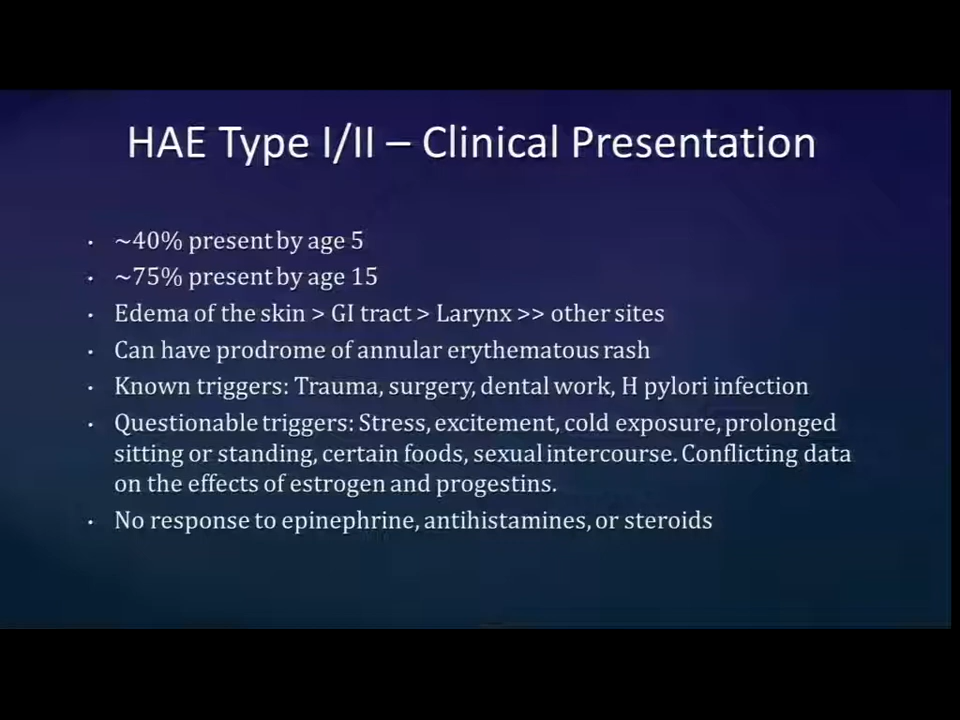 HAE Type I/II – Clinical Presentation
• ~40% present by age 5
• ~75% present by age 15
• Edema of the skin > GI tract > Larynx >> other sites
• Can have prodrome of annular erythematous rash
• Known triggers: Trauma, surgery, dental work, H pylori infection
• Questionable triggers: Stress, excitement, cold exposure, prolonged
sitting or standing, certain foods, sexual intercourse. Conflicting data
on the effects of estrogen and progestins.
• No response to epinephrine, antihistamines, or steroids